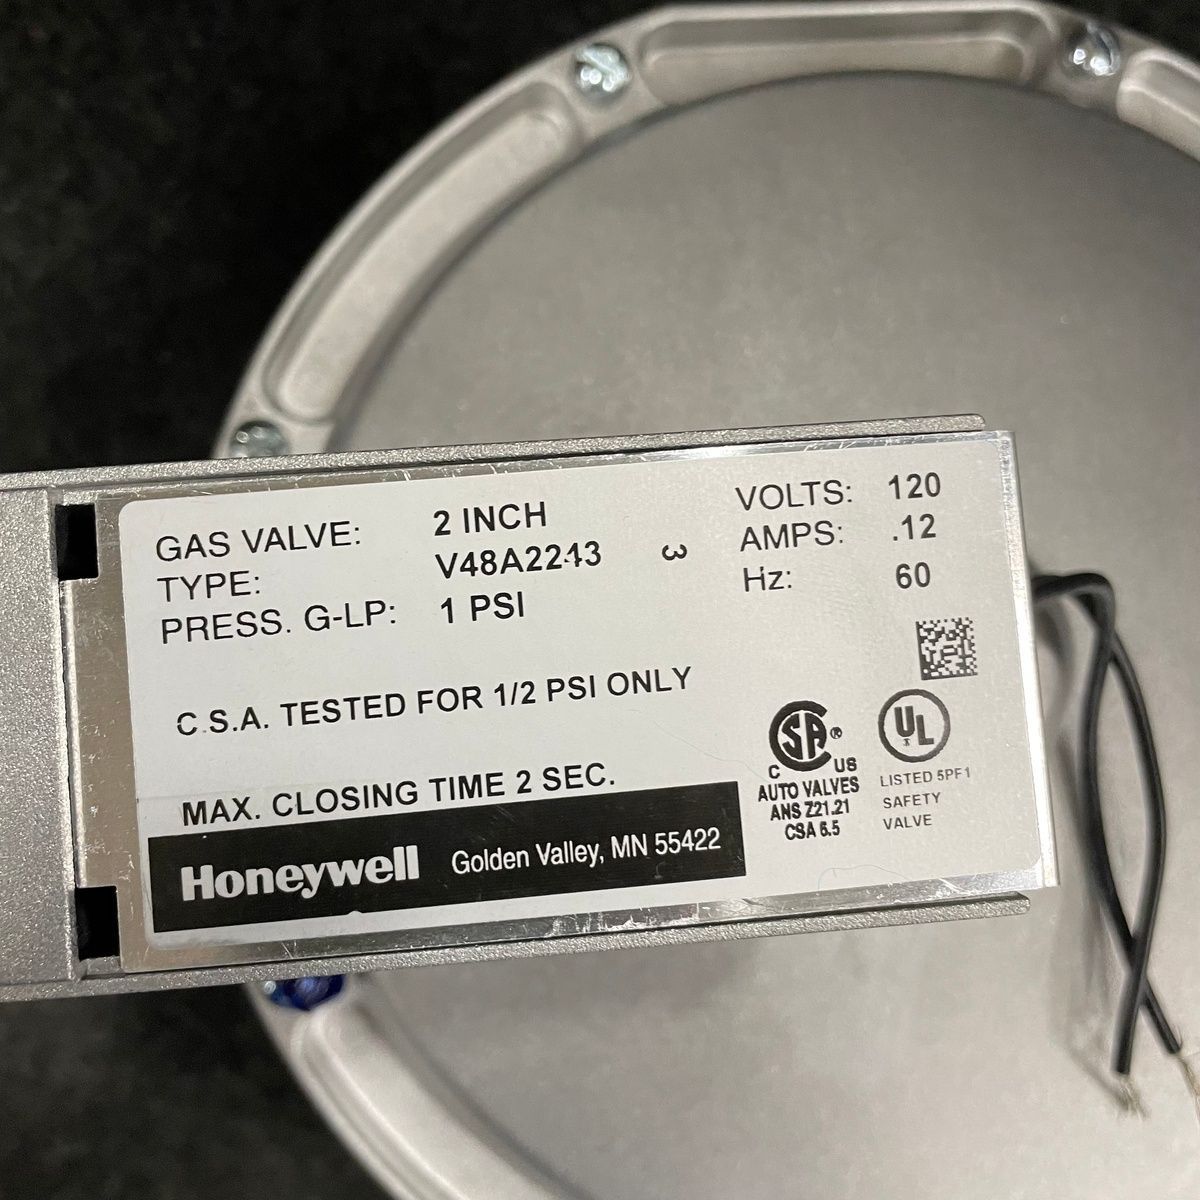 GAS VALVE: 2 INCH
TYPE: V48A2243 3
PRESS. G-LP: 1 PSI
VOLTS: 120
AMPS: .12
Hz: 60
C.S.A. TESTED FOR 1/2 PSI ONLY
MAX. CLOSING TIME 2 SEC.
Honeywell Golden Valley, MN 55422
CSA®
C US
AUTO VALVES
ANS Z21.21
CSA 6.5
UL
LISTED 5PF1
SAFETY
VALVE